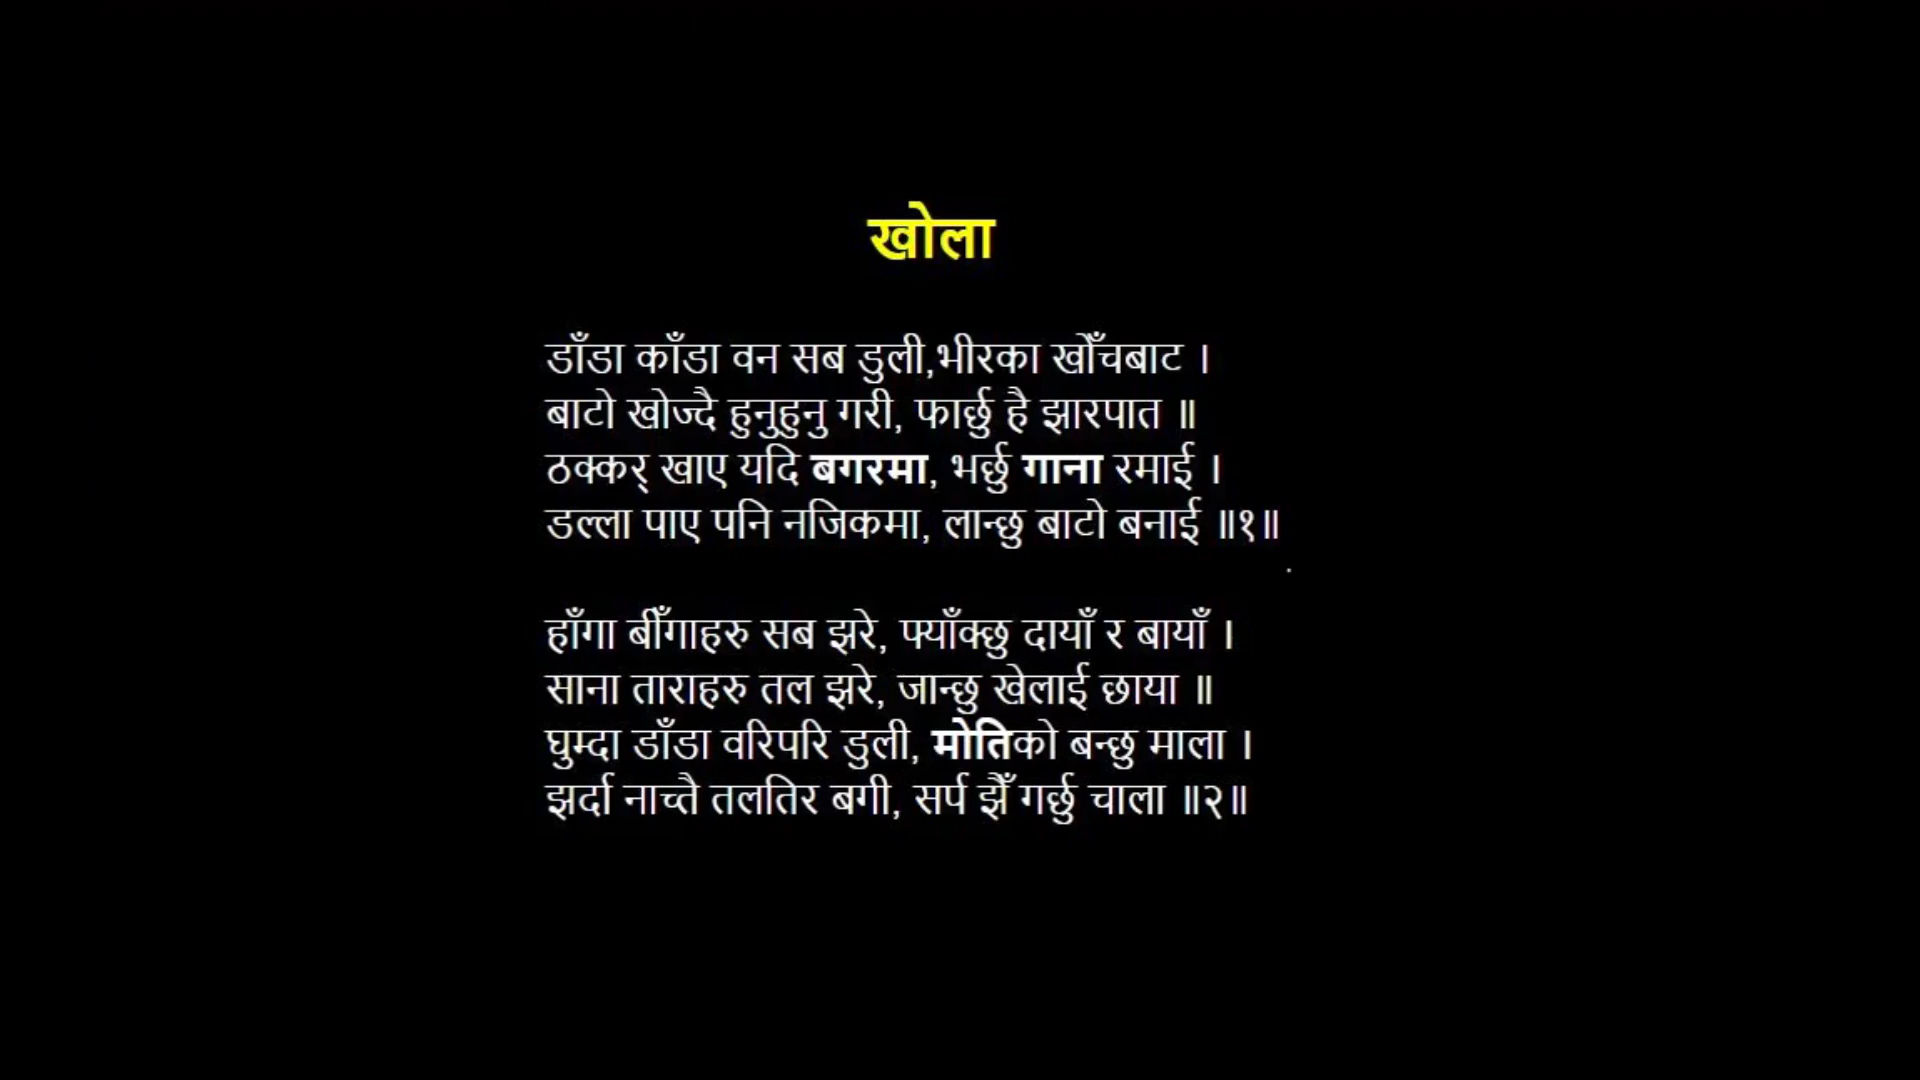 खोला
डाँडा काँडा वन सब डुली,भीरका खोँचबाट ।
बाटो खोज्दै हुनुहुनु गरी, फार्छु है झारपात ॥
ठक्कर् खाए यदि बगरमा, भर्छु गाना रमाई ।
डल्ला पाए पनि नजिकमा, लान्छु बाटो बनाई ॥१॥
हाँगा बीँगाहरु सब झरे, फ्याँक्छु दायाँ र बायाँ ।
साना ताराहरु तल झरे, जान्छु खेलाई छाया ॥
घुम्दा डाँडा वरिपरि डुली, मोतिको बन्छु माला ।
झर्दा नाच्तै तलतिर बगी, सर्प झैँ गर्छु चाला ॥२॥